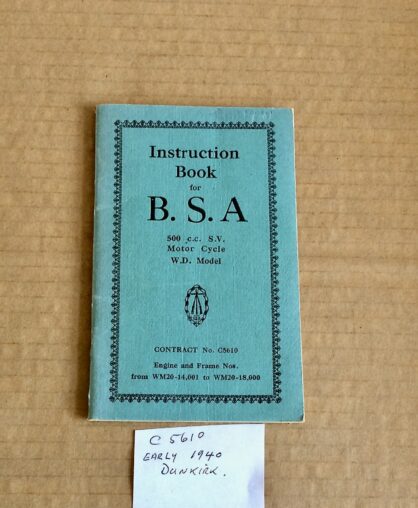 Instruction
Book
for
B. S. A
500 c.c. S.V.
Motor Cycle
W.D. Model
CONTRACT No. C5610
Engine and Frame Nos.
from WM20-14,001 to WM20-18,000
C 5610
EARLY 1940
DUNKIRK.